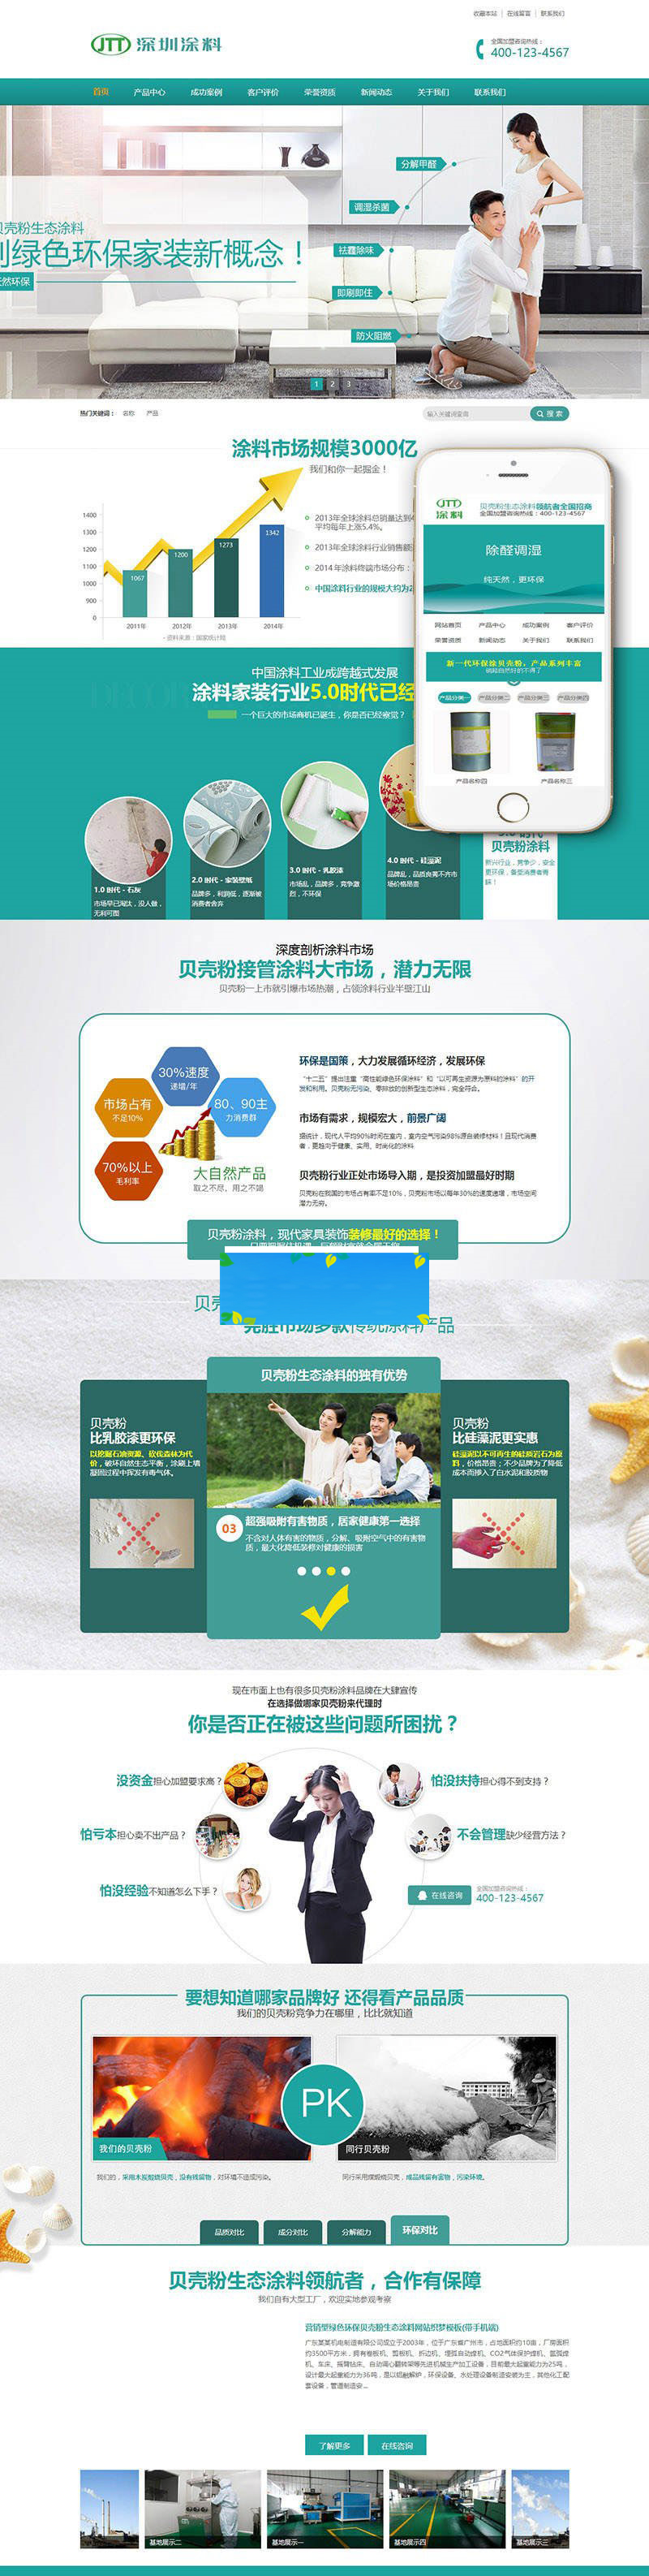 收藏本站 | 在线留言 | 联系我们
JTT 深圳涂料
全国加盟咨询热线：
400-123-4567
首页 产品中心 成功案例 客户评价 荣誉资质 新闻动态 关于我们 联系我们
分解甲醛
调湿杀菌
祛霾除味
即刷即住
防火阻燃
贝壳粉生态涂料
绿色环保家装新概念！
然环保
1 2 3
热门关键词： 名称 产品
输入关键词查询
搜 索
涂料市场规模3000亿
我们和你一起掘金！
1400
1300
1200
1100
1000
900
0
1067
1200
1273
1342
2011年 2012年 2013年 2014年
- 资料来源：国家统计局
2013年全球涂料总销量达到4
平均每年上涨5.4%。
2013年全球涂料行业销售额
2014年涂料终端市场分布：
中国涂料行业的规模大约为2
JTT
涂料
贝壳粉生态涂料领航者全国招商
全国加盟咨询热线：400-123-4567
除醛调湿
纯天然，更环保
网站首页 产品中心 成功案例 客户评价
荣誉资质 新闻动态 关于我们 联系我们
新一代环保涂贝壳粉，产品系列丰富
产品分类一 产品分类二 产品分类三 产品分类四
产品名称四 产品名称三
中国涂料工业成跨越式发展
涂料家装行业5.0时代已经
一个巨大的市场商机已诞生，你是否已经察觉？
1.0 时代 - 石灰
市场早已淘汰，没人做，
无利可图
2.0 时代 - 家装壁纸
品牌多，利润低，逐渐被
消费者舍弃
3.0 时代 - 乳胶漆
市场乱，品牌多，竞争激
烈，不环保
4.0 时代 - 硅藻泥
品牌乱，品质良莠不齐市
场价格昂贵
5.0 时代
贝壳粉涂料
新兴行业，竞争少，安全
更环保，备受消费者青
睐！
深度剖析涂料市场
贝壳粉接管涂料大市场，潜力无限
贝壳粉一上市就引爆市场热潮，占领涂料行业半壁江山
30%速度
递增/年
市场占有
不足10%
80、90主
力消费群
70%以上
毛利率
大自然产品
取之不尽，用之不竭
环保是国策，大力发展循环经济，发展环保
“十二五”提出注重“高性能绿色环保涂料”和“以可再生资源为原料的涂料”的开
发和利用。贝壳粉无污染、零排放的创新型生态涂料，完全符合。
市场有需求，规模宏大，前景广阔
据统计，现代人平均90%时间在室内，室内空气污染98%源自装修材料！且现代消费
者，更趋向于健康、实用、时尚化的涂料
贝壳粉行业正处市场导入期，是投资加盟最好时期
贝壳粉在我国的市场占有率不足10%，贝壳粉市场以每年30%的速度递增，市场空间
潜力无穷。
贝壳粉涂料，现代家具装饰装修最好的选择！
贝壳
完胜市场多款传统涂料产品
贝壳粉生态涂料的独有优势
贝壳粉
比乳胶漆更环保
以挖掘石油资源、砍伐森林为代
价，破坏自然生态平衡，涂刷上墙
凝固过程中挥发有毒气体。
03
超强吸附有害物质，居家健康第一选择
不含对人体有害的物质，分解、吸附空气中的有害物
质，最大化降低装修对健康的损害
贝壳粉
比硅藻泥更实惠
硅藻泥以不可再生的硅质岩石为原
料，价格昂贵；不少品牌为了降低
成本而掺入了白水泥和胶质物
现在市面上也有很多贝壳粉涂料品牌在大肆宣传
在选择做哪家贝壳粉来代理时
你是否正在被这些问题所困扰？
没资金担心加盟要求高？
怕没扶持担心得不到支持？
怕亏本担心卖不出产品？
不会管理缺少经营方法？
怕没经验不知道怎么下手？
在线咨询
全国加盟咨询热线：
400-123-4567
要想知道哪家品牌好 还得看产品品质
我们的贝壳粉竞争力在哪里，比比就知道
PK
我们的贝壳粉
同行贝壳粉
我们的，采用木炭煅烧贝壳，没有残留物，对环境不造成污染。
同行采用煤煅烧贝壳，成品残留有害物，污染环境。
品质对比 成分对比 分解能力 环保对比
贝壳粉生态涂料领航者，合作有保障
我们自有大型工厂，欢迎实地参观考察
营销型绿色环保贝壳粉生态涂料网站织梦模板(带手机端)
广东某某机电制造有限公司成立于2003年，位于广东省广州市，占地面积约10亩，厂房面积
约3500平方米，拥有卷板机、剪板机、折边机、埋弧自动焊机、CO2气体保护焊机、氩弧焊
机、车床、摇臂钻床、自动调心翻转架等先进机械生产加工设备，目前最大起重能力为25吨，
设计最大起重能力为36吨，是以铝熔解炉，环保设备、水处理设备制造安装为主，其他化工配
套设备，管道制造安...
了解更多 在线咨询
基地展示二 基地展示一 基地展示四 基地展示三